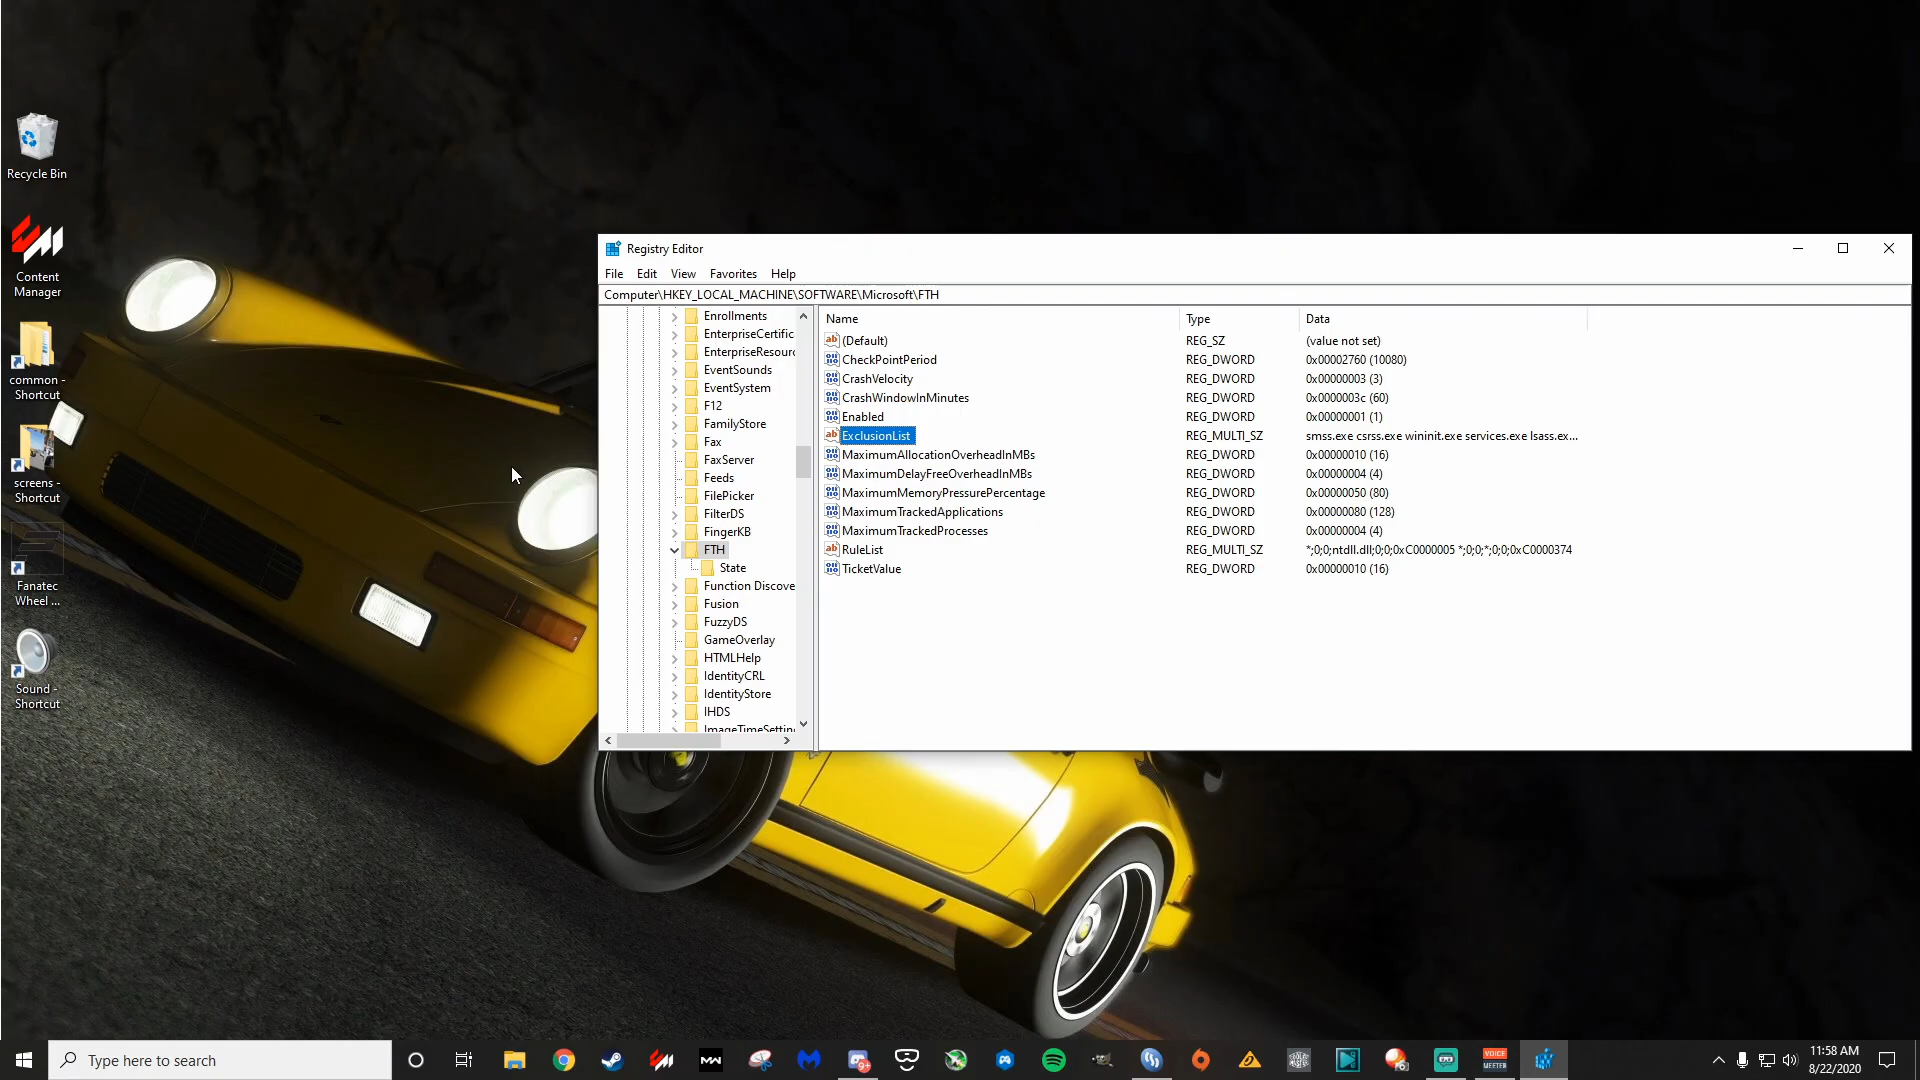 Recycle Bin
Content
Manager
common -
Shortcut
screens -
Shortcut
Fanatec
Wheel ...
Sound -
Shortcut
Registry Editor
File Edit View Favorites Help
Computer\HKEY_LOCAL_MACHINE\SOFTWARE\Microsoft\FTH
Enrollments
EnterpriseCertific
EnterpriseResourc
EventSounds
EventSystem
F12
FamilyStore
Fax
FaxServer
Feeds
FilePicker
FilterDS
FingerKB
FTH
State
Function Discove
Fusion
FuzzyDS
GameOverlay
HTMLHelp
IdentityCRL
IdentityStore
IHDS
ImageTimeSettin
Name Type Data
(Default) REG_SZ (value not set)
CheckPointPeriod REG_DWORD 0x00002760 (10080)
CrashVelocity REG_DWORD 0x00000003 (3)
CrashWindowInMinutes REG_DWORD 0x0000003c (60)
Enabled REG_DWORD 0x00000001 (1)
ExclusionList REG_MULTI_SZ smss.exe csrss.exe wininit.exe services.exe lsass.ex...
MaximumAllocationOverheadInMBs REG_DWORD 0x00000010 (16)
MaximumDelayFreeOverheadInMBs REG_DWORD 0x00000004 (4)
MaximumMemoryPressurePercentage REG_DWORD 0x00000050 (80)
MaximumTrackedApplications REG_DWORD 0x00000080 (128)
MaximumTrackedProcesses REG_DWORD 0x00000004 (4)
RuleList REG_MULTI_SZ *;0;0;ntdll.dll;0;0;0xC0000005 *;0;0;*;0;0;0xC0000374
TicketValue REG_DWORD 0x00000010 (16)
Type here to search
MW
9+
VOICE
MEETER
11:58 AM
8/22/2020